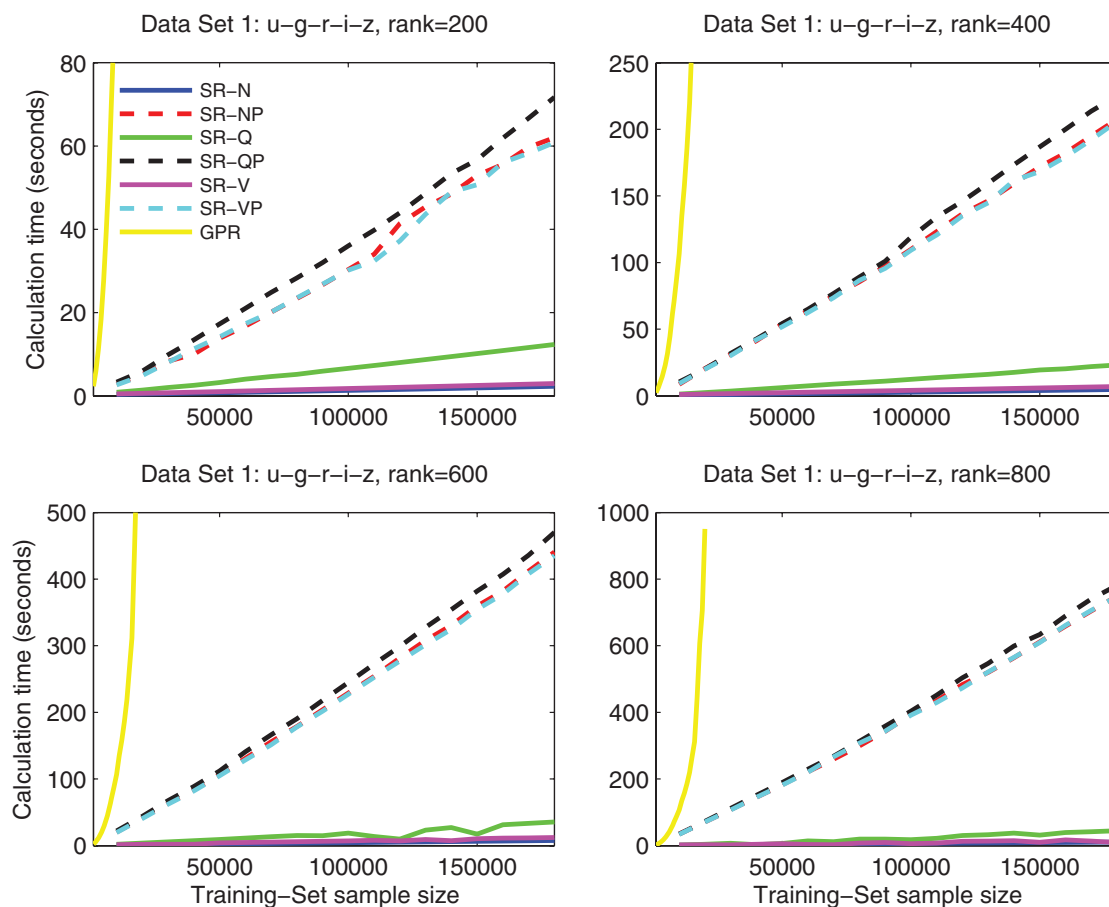 Data Set 1: u−g−r−i−z, rank=200
Data Set 1: u−g−r−i−z, rank=400
Calculation time (seconds)
80
60
40
20
0
SR−N
SR−NP
SR−Q
SR−QP
SR−V
SR−VP
GPR
50000
100000
150000
250
200
150
100
50
0
50000
100000
150000
Data Set 1: u−g−r−i−z, rank=600
Data Set 1: u−g−r−i−z, rank=800
Calculation time (seconds)
500
400
300
200
100
0
50000
100000
150000
Training−Set sample size
1000
800
600
400
200
0
50000
100000
150000
Training−Set sample size